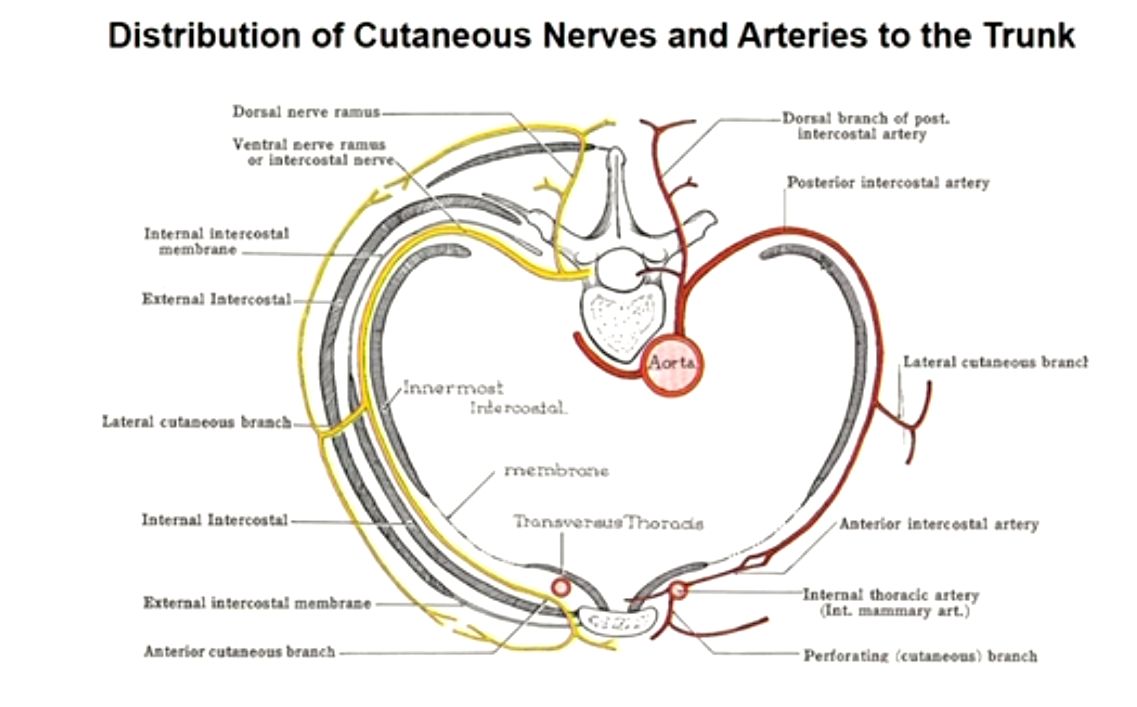 Distribution of Cutaneous Nerves and Arteries to the Trunk
Dorsal nerve ramus
Ventral nerve ramus
or intercostal nerve
Internal intercostal
membrane
External Intercostal
Lateral cutaneous branch
Internal Intercostal
External intercostal membrane
Anterior cutaneous branch
Innermost
Intercostal.
membrane
Transversus Thoracis
Aorta
Dorsal branch of post.
intercostal artery
Posterior intercostal artery
Lateral cutaneous branch
Anterior intercostal artery
Internal thoracic artery
(Int. mammary art.)
Perforating (cutaneous) branch